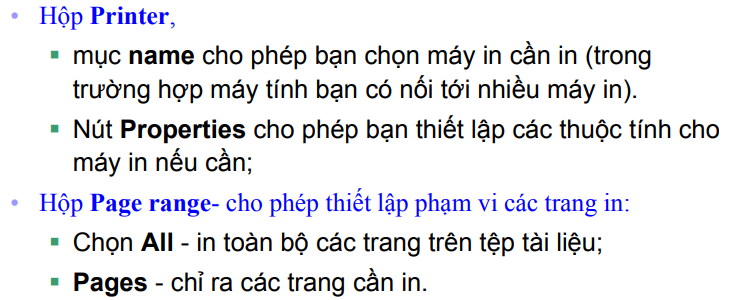 • Hộp Printer,
▪ mục name cho phép bạn chọn máy in cần in (trong
trường hợp máy tính bạn có nối tới nhiều máy in).
▪ Nút Properties cho phép bạn thiết lập các thuộc tính cho
máy in nếu cần;
• Hộp Page range- cho phép thiết lập phạm vi các trang in:
▪ Chọn All - in toàn bộ các trang trên tệp tài liệu;
▪ Pages - chỉ ra các trang cần in.